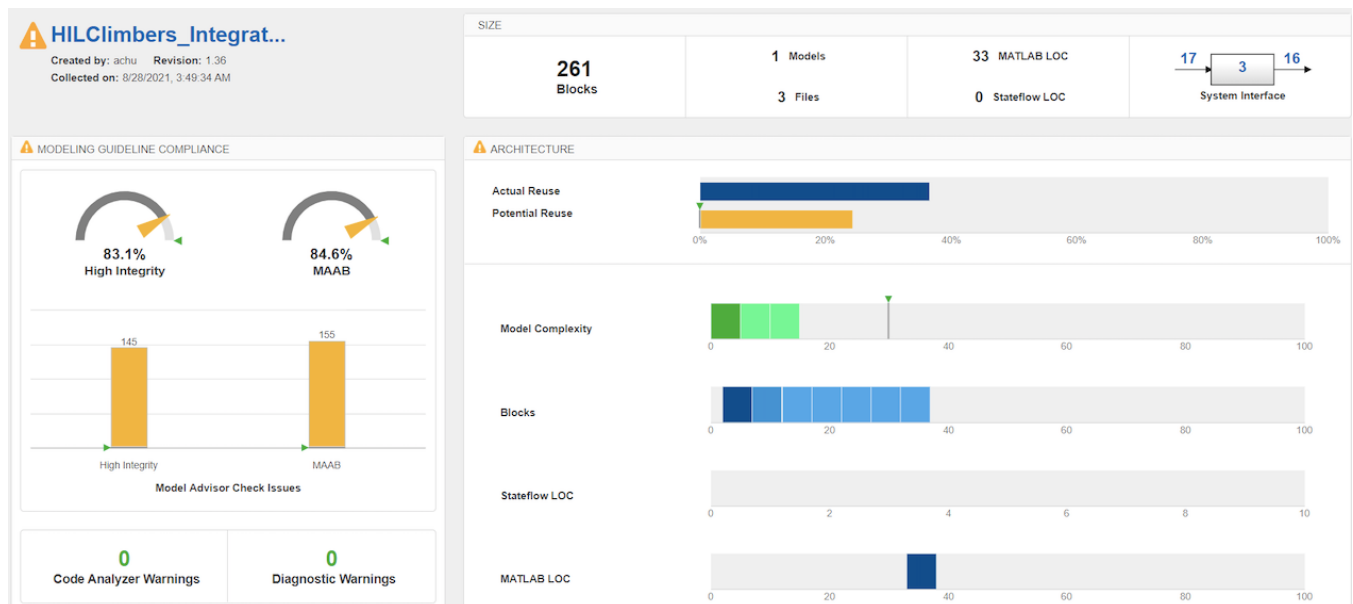 HILClimbers_Integrat...
Created by: achu Revision: 1.36
Collected on: 8/28/2021, 3:49:34 AM
SIZE
261
Blocks
1 Models
3 Files
33 MATLAB LOC
0 Stateflow LOC
17 3 16
System Interface
MODELING GUIDELINE COMPLIANCE
83.1%
High Integrity
84.6%
MAAB
145 155
High Integrity MAAB
Model Advisor Check Issues
0
Code Analyzer Warnings
0
Diagnostic Warnings
ARCHITECTURE
Actual Reuse
Potential Reuse
0% 20% 40% 60% 80% 100%
Model Complexity
0 20 40 60 80 100
Blocks
0 20 40 60 80 100
Stateflow LOC
0 2 4 6 8 10
MATLAB LOC
0 20 40 60 80 100